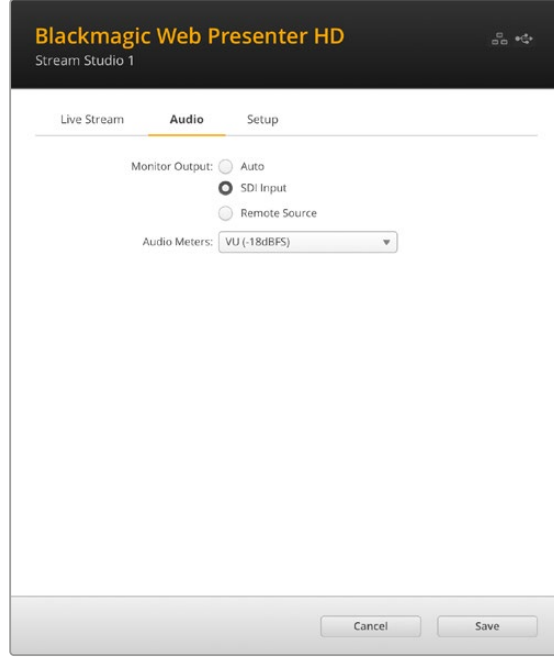 Blackmagic Web Presenter HD
Stream Studio 1
Live Stream Audio Setup
Monitor Output: Auto
SDI Input
Remote Source
Audio Meters: VU (-18dBFS)
Cancel Save